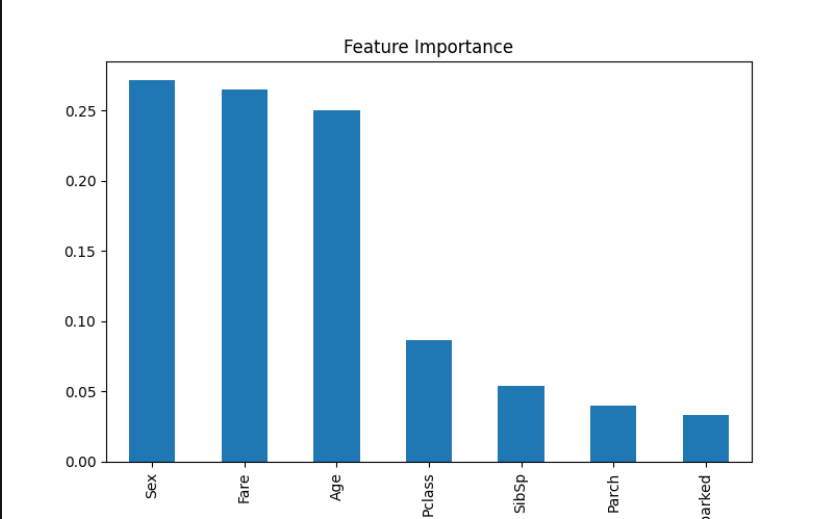 Feature Importance
0.25
0.20
0.15
0.10
0.05
0.00
Sex
Fare
Age
Pclass
SibSp
Parch